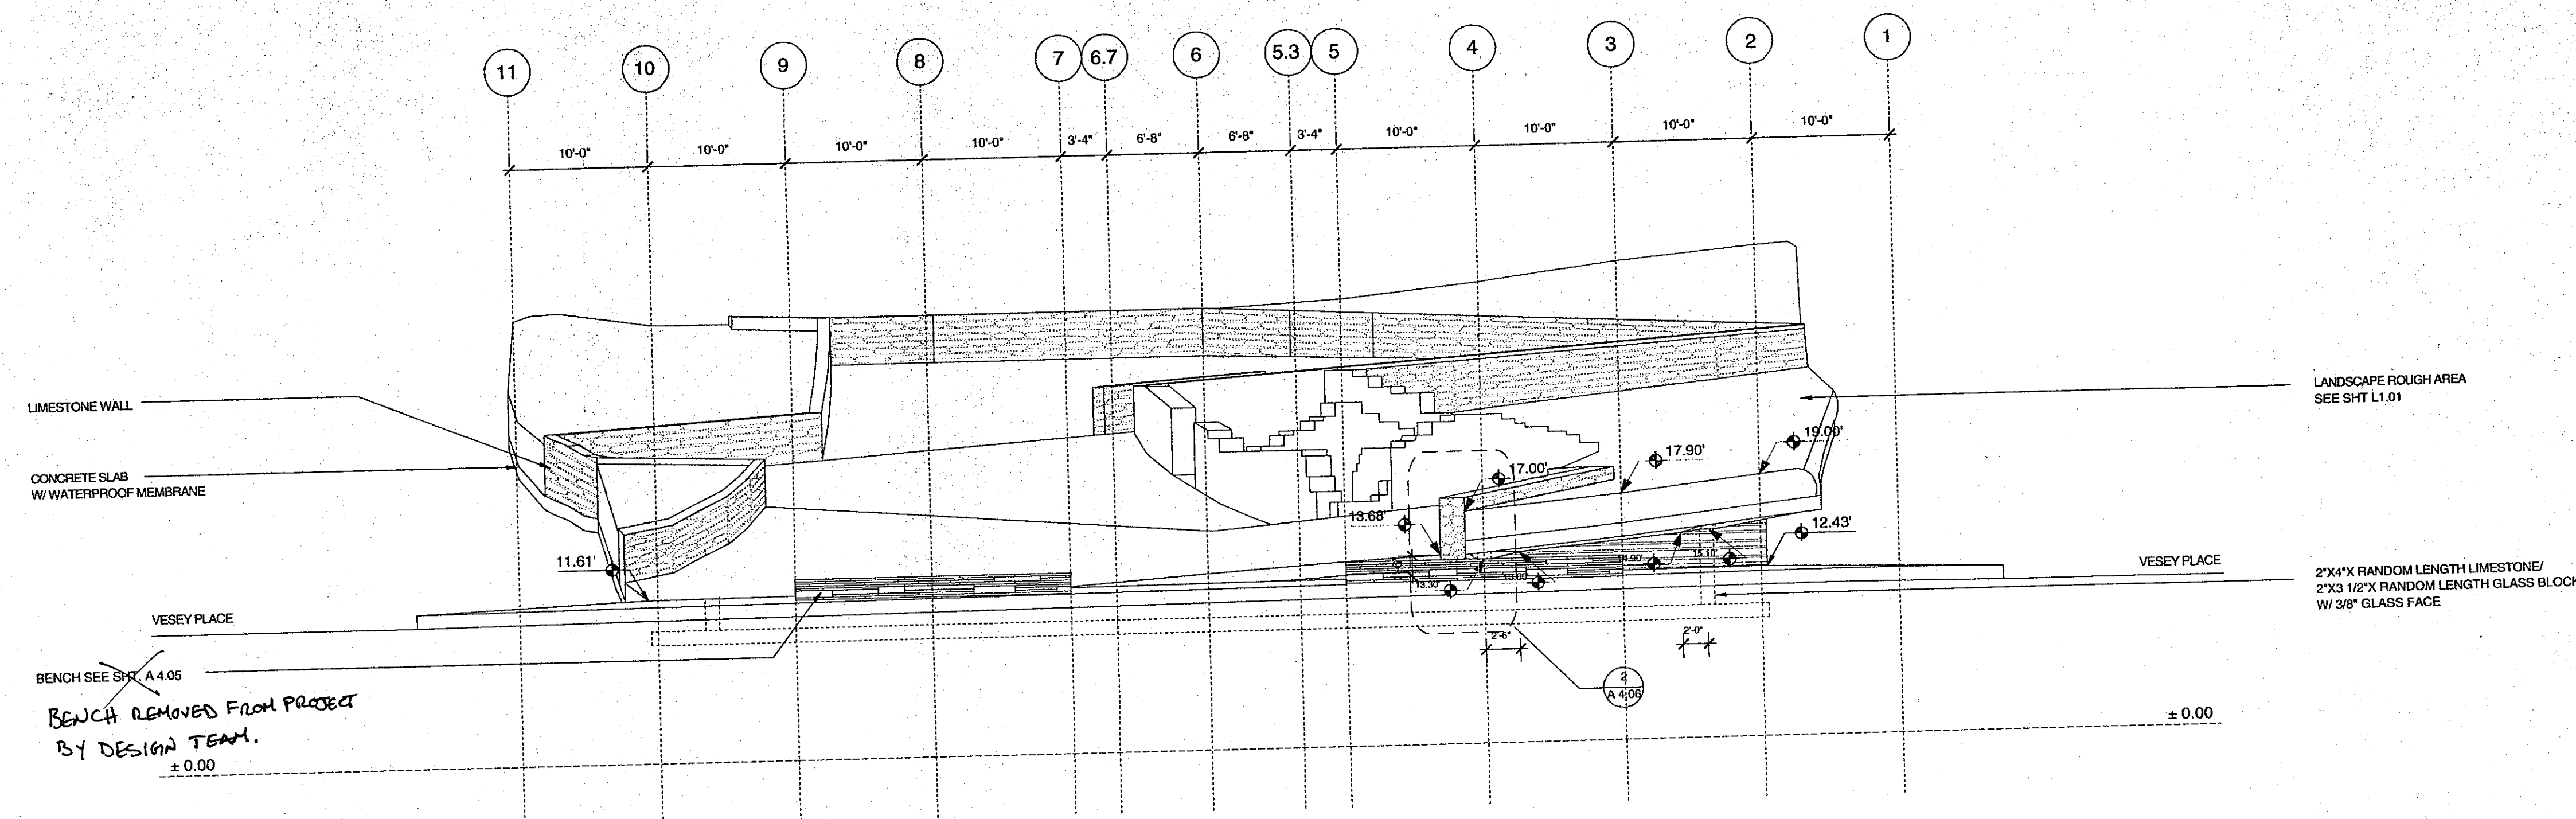 11 10 9 8 7 6.7 6 5.3 5 4 3 2 1
10'-0" 10'-0" 10'-0" 10'-0" 3'-4" 6'-8" 6'-8" 3'-4" 10'-0" 10'-0" 10'-0" 10'-0"
LIMESTONE WALL
CONCRETE SLAB
W/ WATERPROOF MEMBRANE
LANDSCAPE ROUGH AREA
SEE SHT L1.01
19.00'
17.90'
17.00'
13.68'
12.43'
11.61'
15.10'
13.30'
VESEY PLACE
VESEY PLACE
2"X4"X RANDOM LENGTH LIMESTONE/
2"X3 1/2"X RANDOM LENGTH GLASS BLOCK
W/ 3/8" GLASS FACE
2'-6"
2'-0"
2
A 4.06
BENCH SEE SHT. A 4.05
BENCH REMOVED FROM PROJECT
BY DESIGN TEAM.
± 0.00
± 0.00